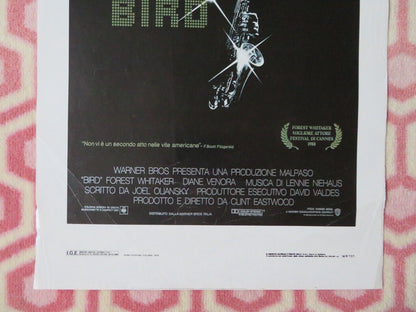 BIRD
FOREST WHITAKER
MIGLIORE ATTORE
FESTIVAL DI CANNES
1988
"Non vi è un secondo atto nelle vite americane" F. Scott Fitzgerald
WARNER BROS PRESENTA UNA PRODUZIONE MALPASO
"BIRD" FOREST WHITAKER DIANE VENORA MUSICA DI LENNIE NIEHAUS
SCRITTO DA JOEL OLIANSKY PRODUTTORE ESECUTIVO DAVID VALDES
PRODOTTO E DIRETTO DA CLINT EASTWOOD
DISTRIBUITO DALLA WARNER BROS ITALIA
I.G.E.